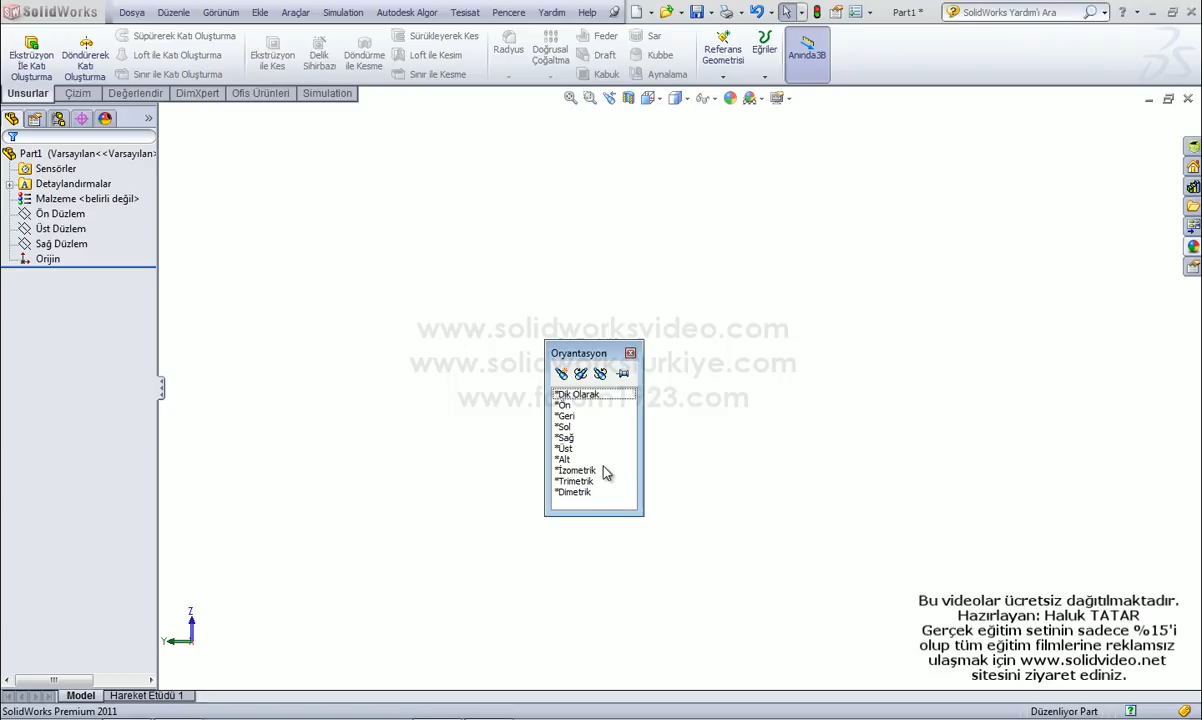 SolidWorks Dosya Düzenle Görünüm Ekle Araçlar Simulation Autodesk Algor Tesisat Pencere Yardım Help Part1 * SolidWorks Yardım'ı Ara
Ekstrüzyon İle Katı Oluşturma
Döndürerek Katı Oluşturma
Süpürerek Katı Oluşturma
Loft ile Katı Oluşturma
Sınır ile Katı Oluşturma
Ekstrüzyon ile Kes
Delik Sihirbazı
Döndürme ile Kesme
Sürükleyerek Kes
Loft ile Kesim
Sınır ile Kesme
Radyus
Doğrusal Çoğaltma
Feder
Draft
Kabuk
Sar
Kubbe
Aynalama
Referans Geometrisi
Eğriler
Anında3B
Unsurlar Çizim Değerlendir DimXpert Ofis Ürünleri Simulation
Part1 (Varsayılan<<Varsayılan>
Sensörler
Detaylandırmalar
Malzeme <belirli değil>
Ön Düzlem
Üst Düzlem
Sağ Düzlem
Orijin
www.solidworksvideo.com
www.solidworksturkiye.com
Oryantasyon
*Dik Olarak
*Ön
*Geri
*Sol
*Sağ
*Üst
*Alt
*İzometrik
*Trimetrik
*Dimetrik
Z
Y
Bu videolar ücretsiz dağıtılmaktadır.
Hazırlayan: Haluk TATAR
Gerçek eğitim setinin sadece %15'i
olup tüm eğitim filmlerine reklamsız
ulaşmak için www.solidvideo.net
sitesini ziyaret ediniz.
Model Hareket Etüdü 1
SolidWorks Premium 2011 Düzenliyor Part